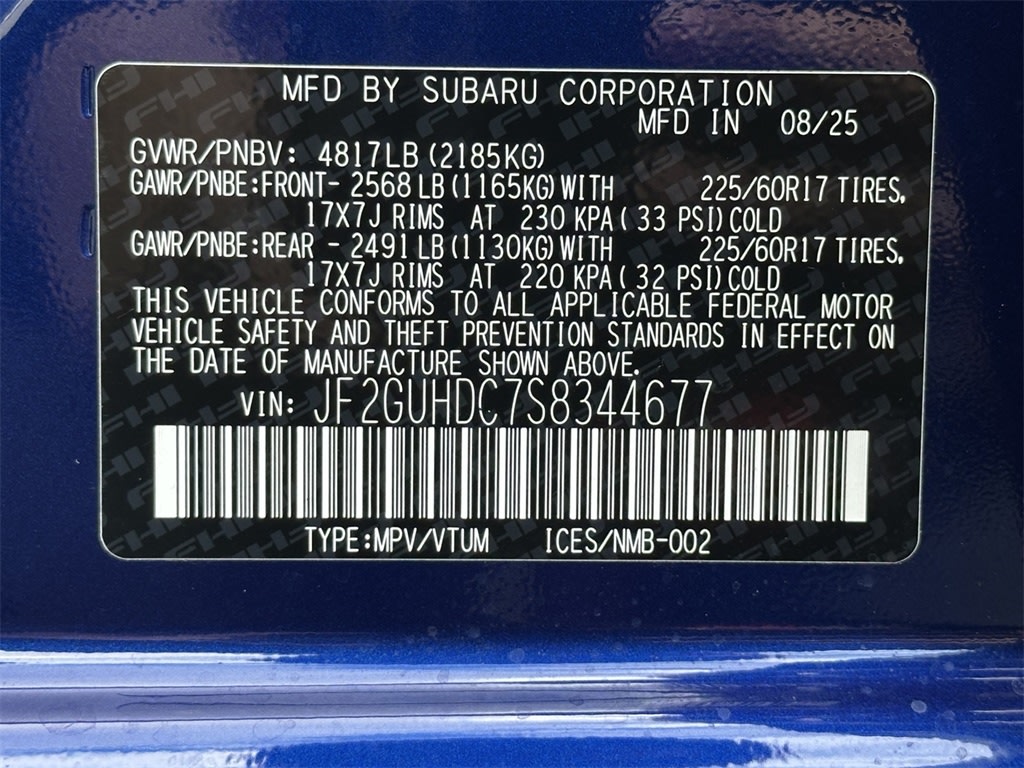 MFD BY SUBARU CORPORATION
MFD IN 08/25
GVWR/PNBV: 4817LB (2185KG)
GAWR/PNBE:FRONT- 2568 LB (1165KG) WITH 225/60R17 TIRES,
17X7J RIMS AT 230 KPA ( 33 PSI) COLD
GAWR/PNBE:REAR - 2491 LB (1130KG) WITH 225/60R17 TIRES,
17X7J RIMS AT 220 KPA ( 32 PSI) COLD
THIS VEHICLE CONFORMS TO ALL APPLICABLE FEDERAL MOTOR
VEHICLE SAFETY AND THEFT PREVENTION STANDARDS IN EFFECT ON
THE DATE OF MANUFACTURE SHOWN ABOVE.
VIN: JF2GUHDC7S8344677
TYPE:MPV/VTUM ICES/NMB-002